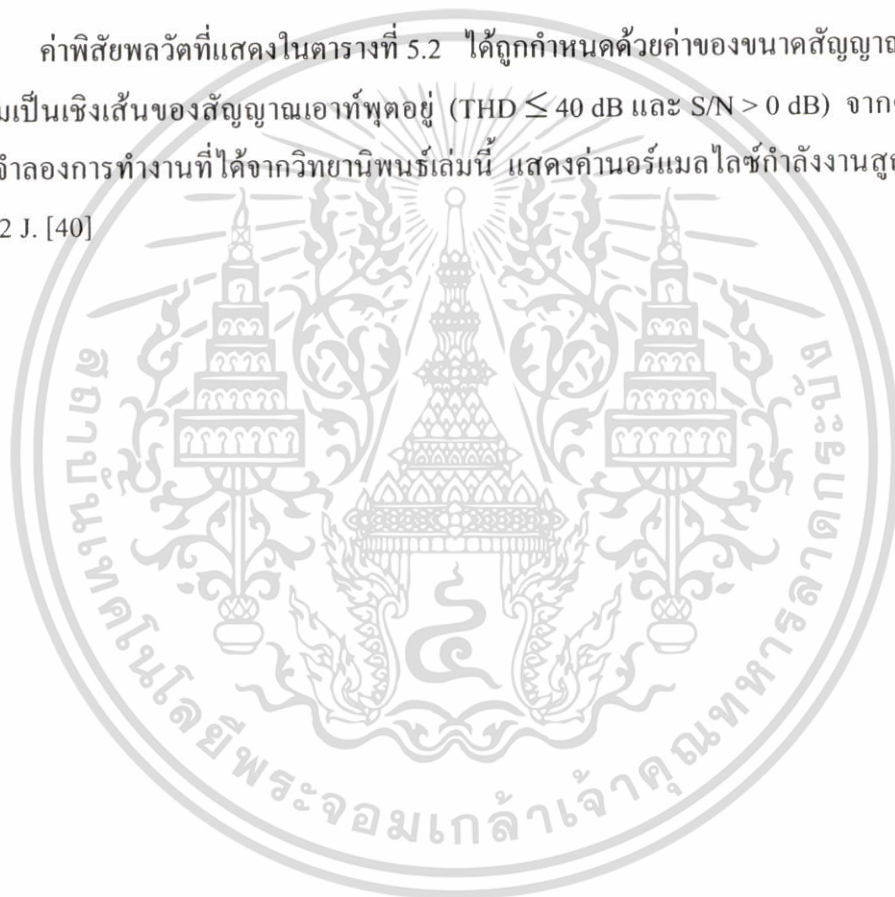 ค่าพิสัยพลวัตที่แสดงในตารางที่ 5.2 ได้ถูกกำหนดด้วยค่าของขนาดสัญญาณ
เป็นเชิงเส้นของสัญญาณเอาท์พุตอยู่ (THD ≤ 40 dB และ S/N > 0 dB) จาก
จำลองการทำงานที่ได้จากวิทยานิพนธ์เล่มนี้ แสดงค่านอร์แมลไลซ์กำลังงาน
2 J. [40]
สถาบันเทคโนโลยีพระจอมเกล้าเจ้าคุณทหารลาดกระบัง